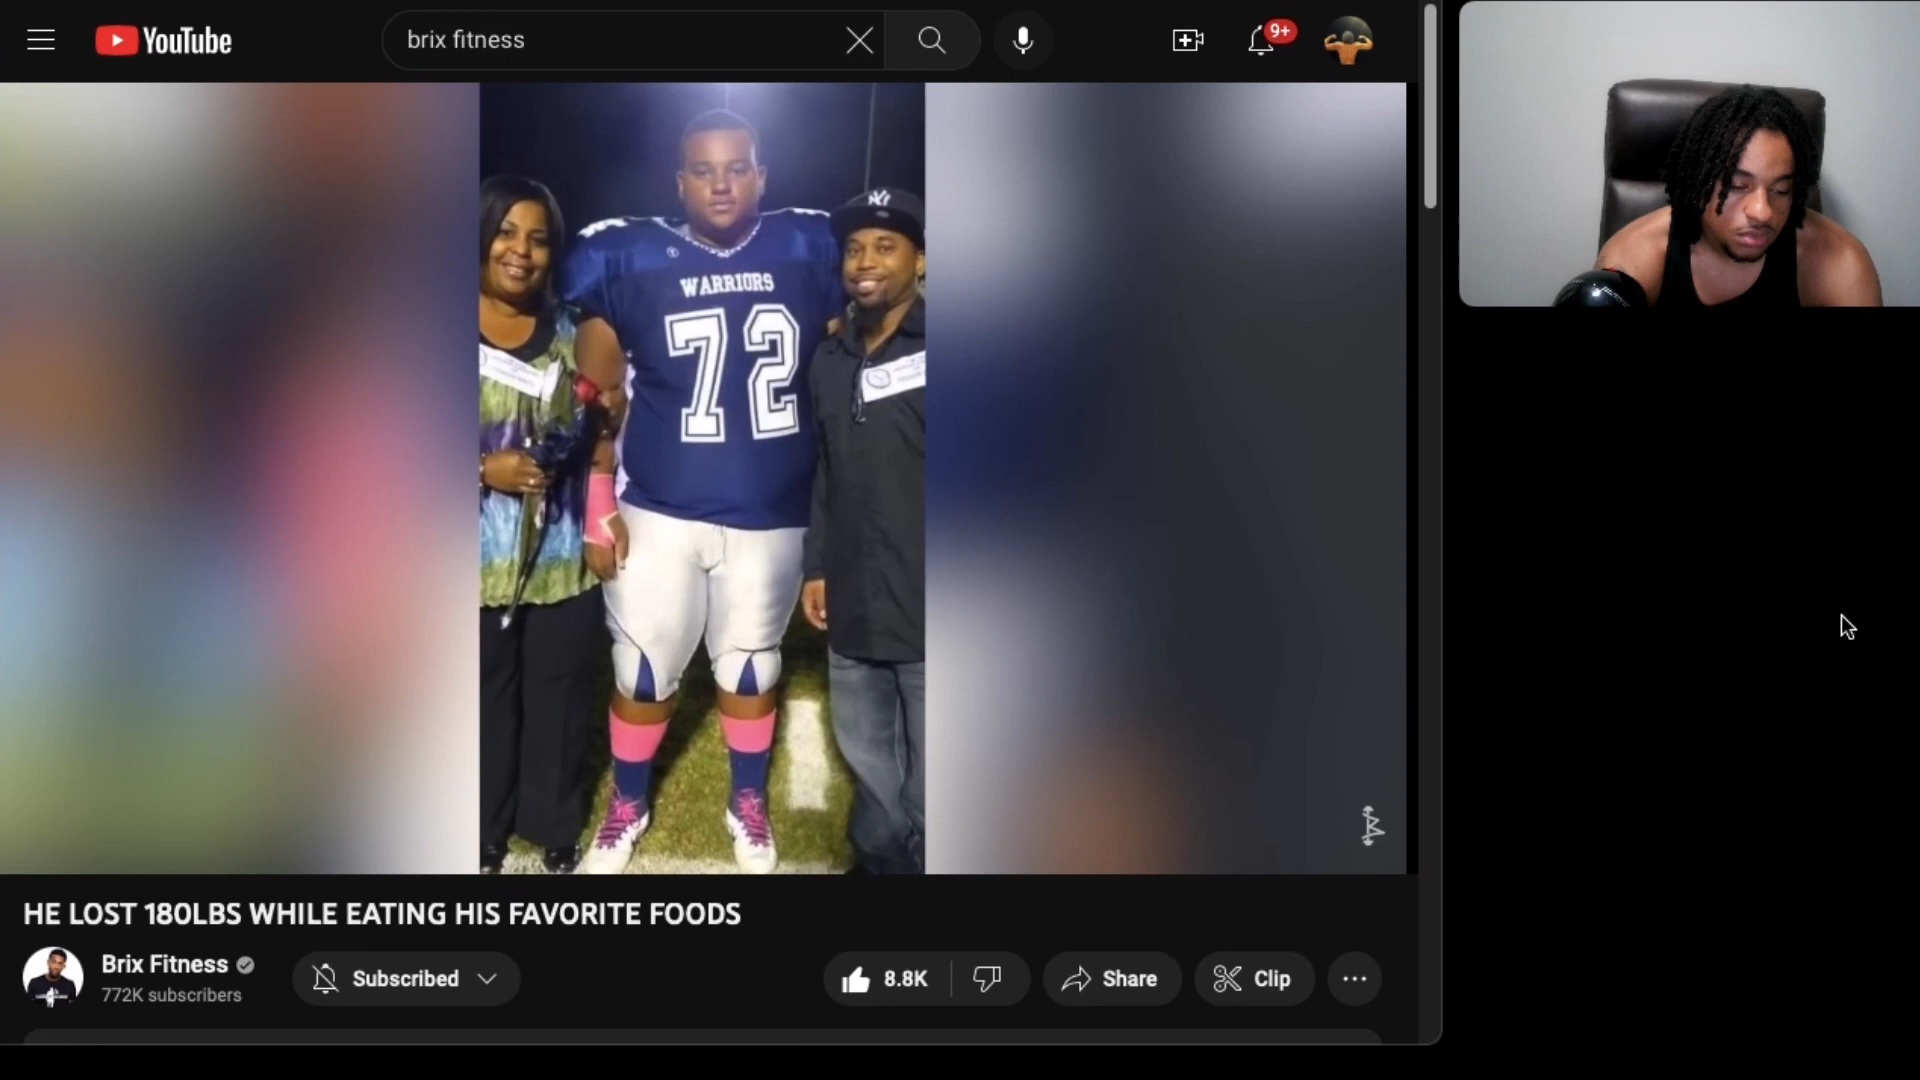 YouTube
brix fitness
9+
NY
WARRIORS
72
HE LOST 180LBS WHILE EATING HIS FAVORITE FOODS
Brix Fitness
772K subscribers
Subscribed
8.8K
Share
Clip